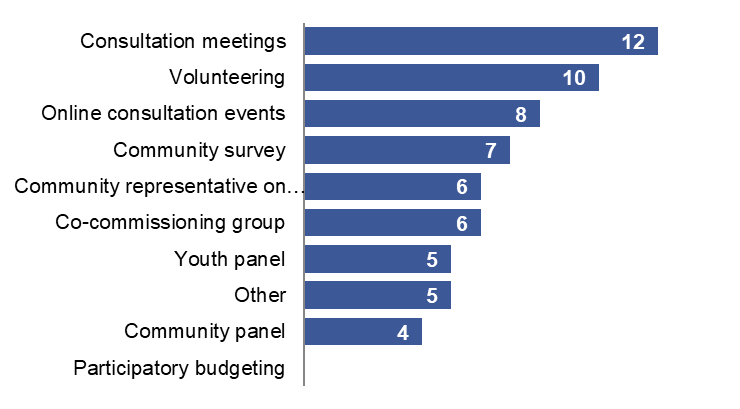 Consultation meetings 12
Volunteering 10
Online consultation events 8
Community survey 7
Community representative on... 6
Co-commissioning group 6
Youth panel 5
Other 5
Community panel 4
Participatory budgeting